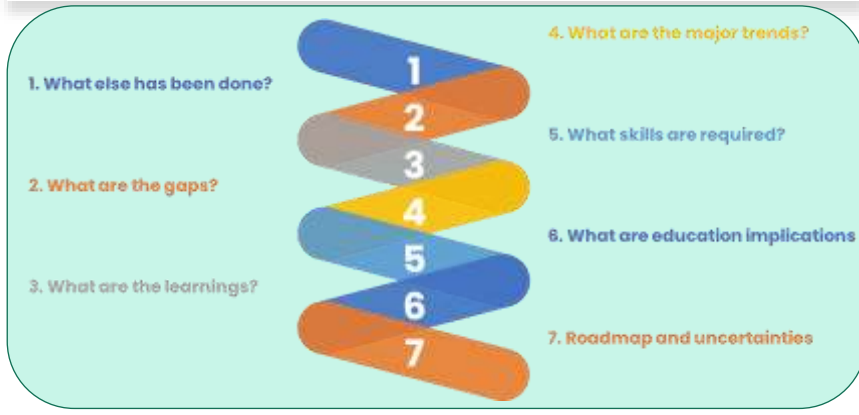 1. What else has been done?
2. What are the gaps?
3. What are the learnings?
1
2
3
4
5
6
7
4. What are the major trends?
5. What skills are required?
6. What are education implications
7. Roadmap and uncertainties